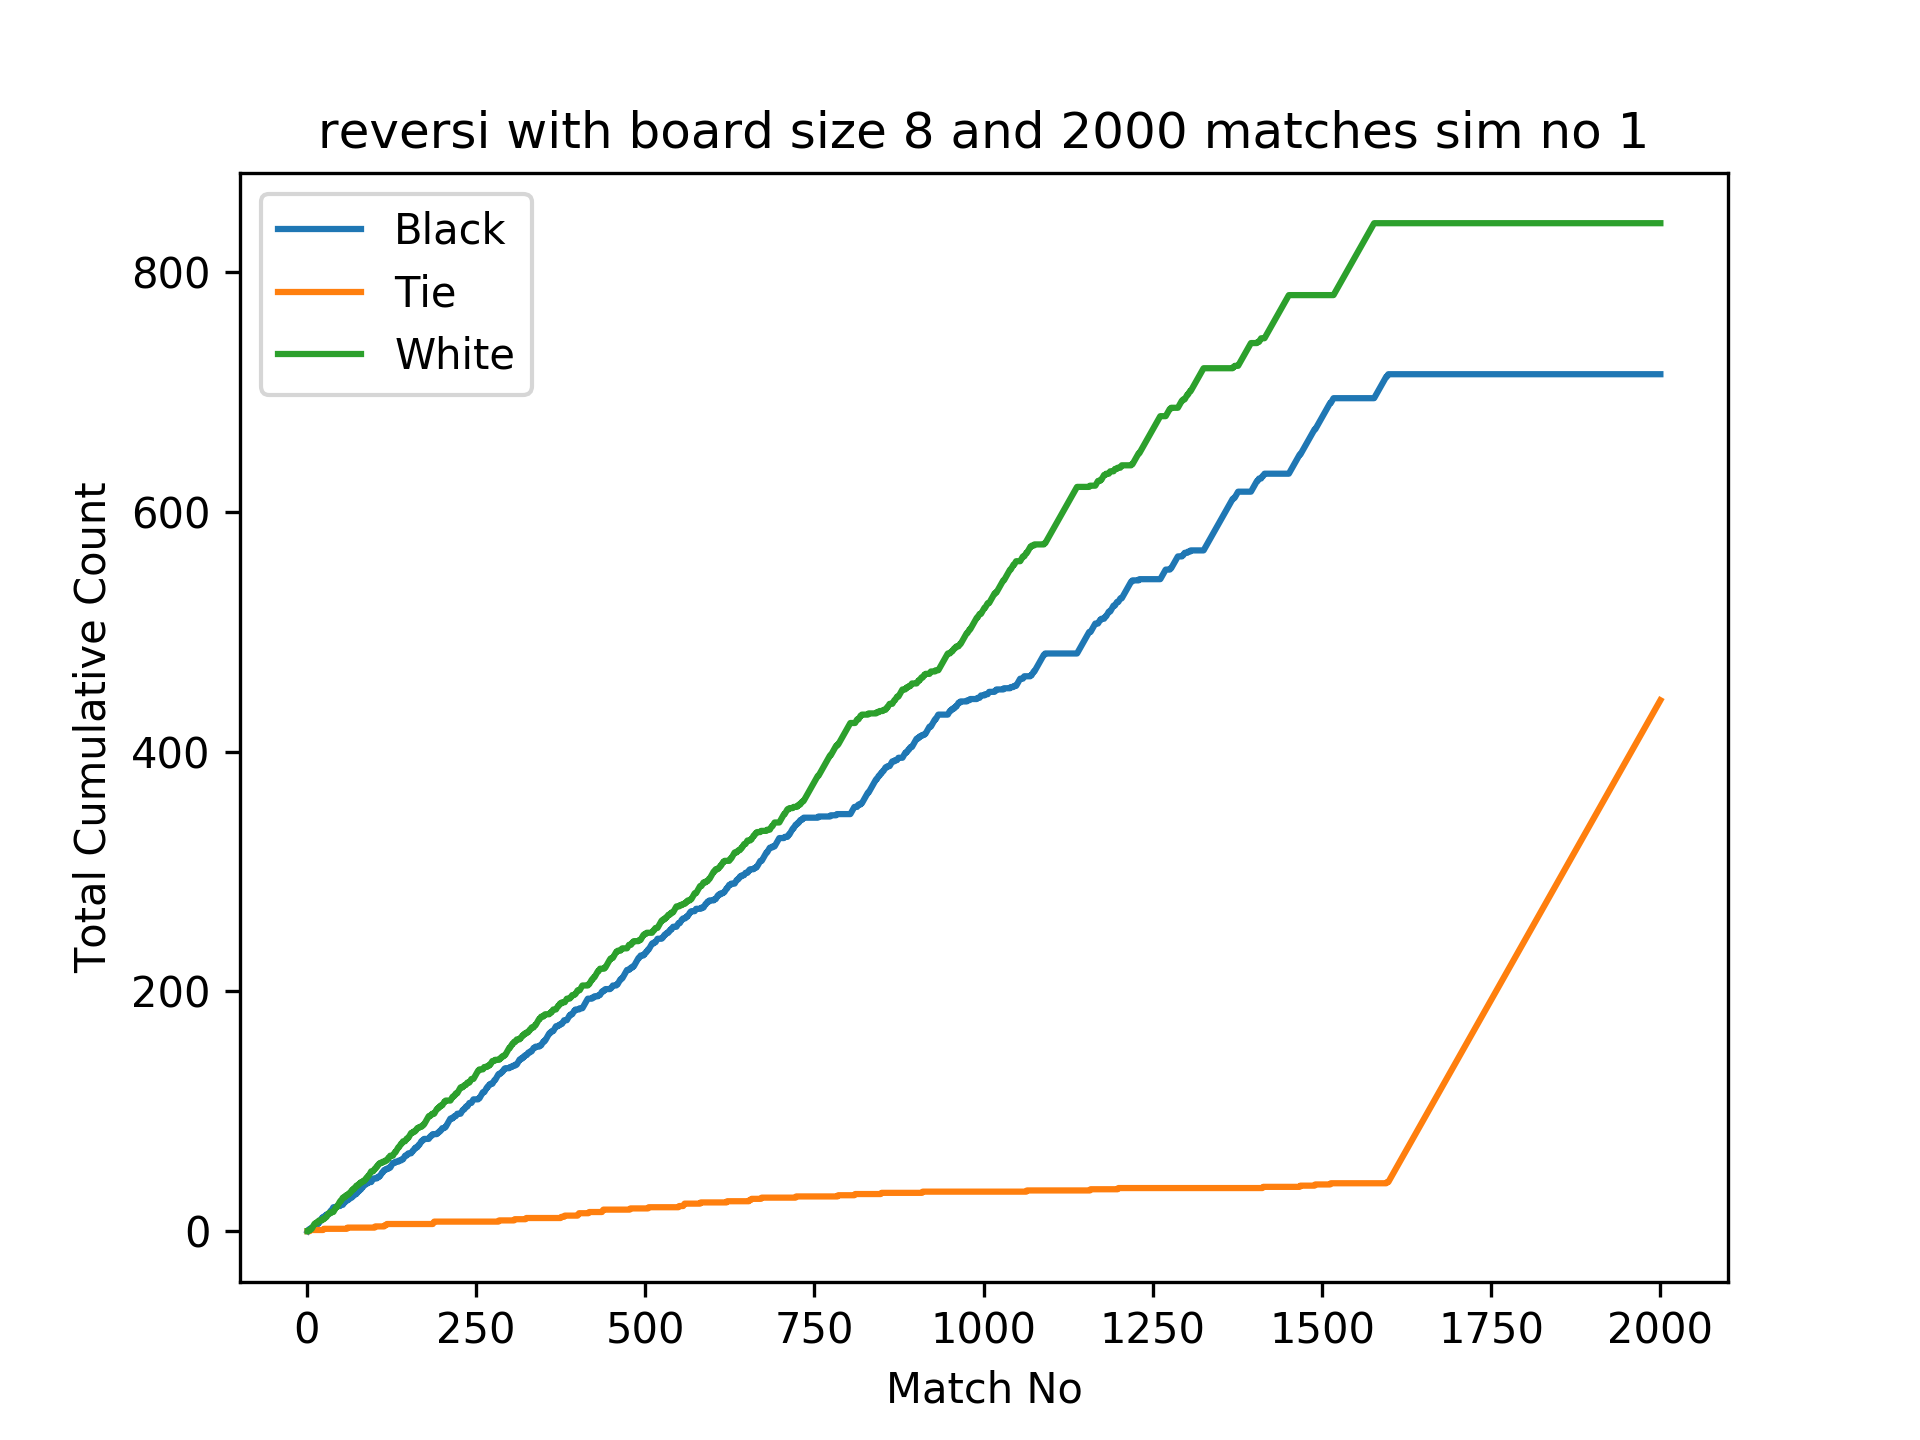 reversi with board size 8 and 2000 matches sim no 1
Black
Tie
White
800
600
400
200
0
Total Cumulative Count
0 250 500 750 1000 1250 1500 1750 2000
Match No